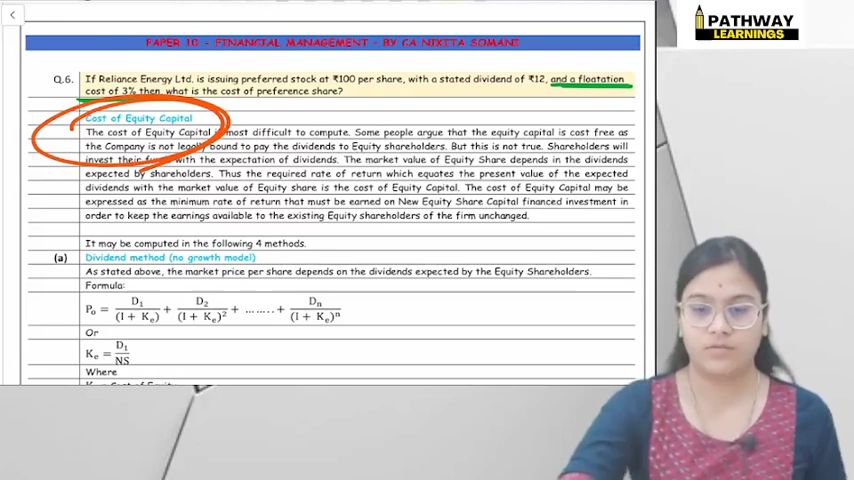 PATHWAY
LEARNINGS
PAPER 10 - FINANCIAL MANAGEMENT - BY CA NIKITA SOMANI
Q.6. If Reliance Energy Ltd. is issuing preferred stock at ₹100 per share, with a stated dividend of ₹12, and a floatation
cost of 3% then, what is the cost of preference share?
Cost of Equity Capital
The cost of Equity Capital is most difficult to compute. Some people argue that the equity capital is cost free as
the Company is not legally bound to pay the dividends to Equity shareholders. But this is not true. Shareholders will
invest their funds with the expectation of dividends. The market value of Equity Share depends in the dividends
expected by shareholders. Thus the required rate of return which equates the present value of the expected
dividends with the market value of Equity share is the cost of Equity Capital. The cost of Equity Capital may be
expressed as the minimum rate of return that must be earned on New Equity Share Capital financed investment in
order to keep the earnings available to the existing Equity shareholders of the firm unchanged.
It may be computed in the following 4 methods.
(a) Dividend method (no growth model)
As stated above, the market price per share depends on the dividends expected by the Equity Shareholders.
Formula:
P₀ = D₁/(I + Kₑ) + D₂/(I + Kₑ)² + ........ + Dₙ/(I + Kₑ)ⁿ
Or
Kₑ = D₁/NS
Where